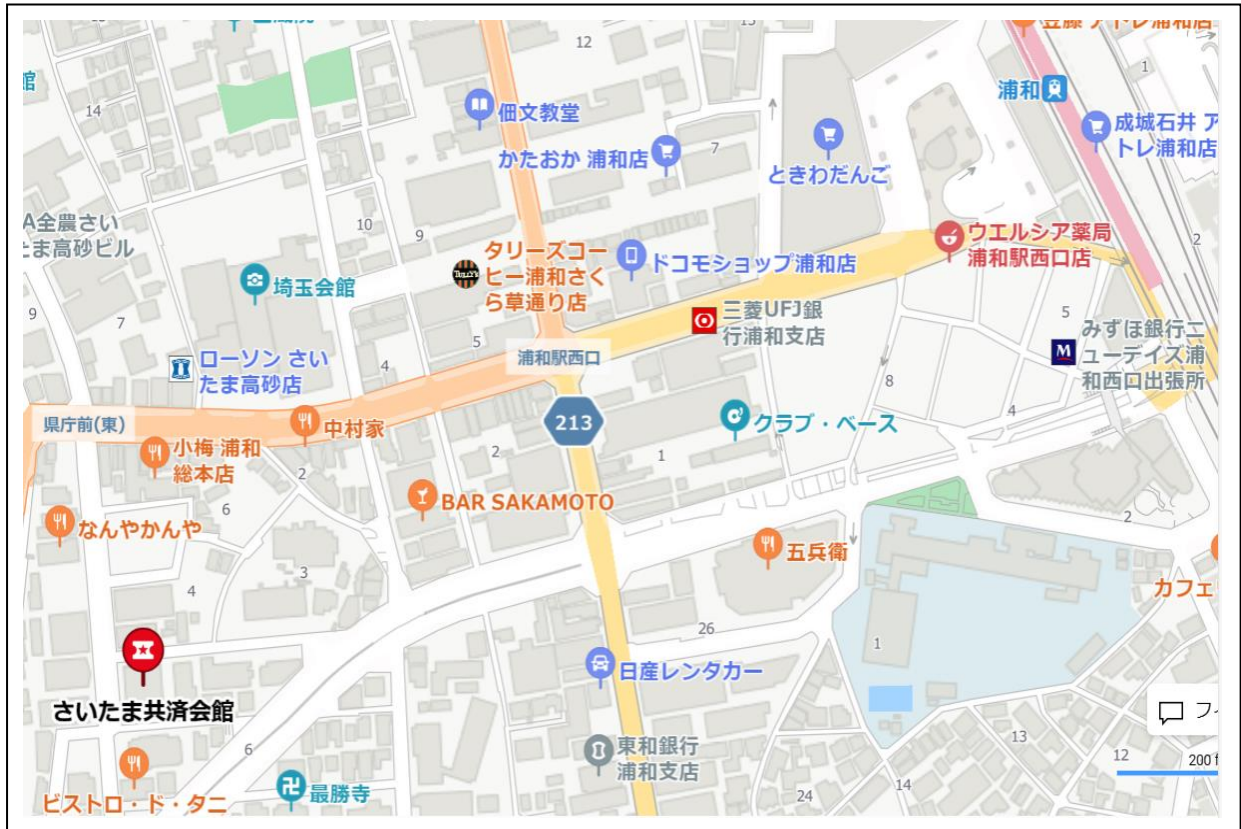 12
浦和
1
館
14
佃文教堂
成城石井 ア
トレ浦和店
かたおか 浦和店
7
ときわだんご
A全農さい
たま高砂ビル
10
9
タリーズコー
ヒー浦和さく
ら草通り店
TULLY'S
ドコモショップ浦和店
ウエルシア薬局
浦和駅西口店
2
埼玉会館
三菱UFJ銀
行浦和支店
9
7
5
5
みずほ銀行ニ
ューデイズ浦
和西口出張所
M
ローソン さい
たま高砂店
4
浦和駅西口
8
4
県庁前(東)
中村家
213
クラブ・ベース
小梅 浦和
総本店
2
2
1
BAR SAKAMOTO
6
なんやかんや
2
五兵衛
3
4
カフェ
26
1
日産レンタカー
さいたま共済会館
フィ
6
東和銀行
浦和支店
13
12
200 f
ビストロ・ド・タニ
最勝寺
24
14